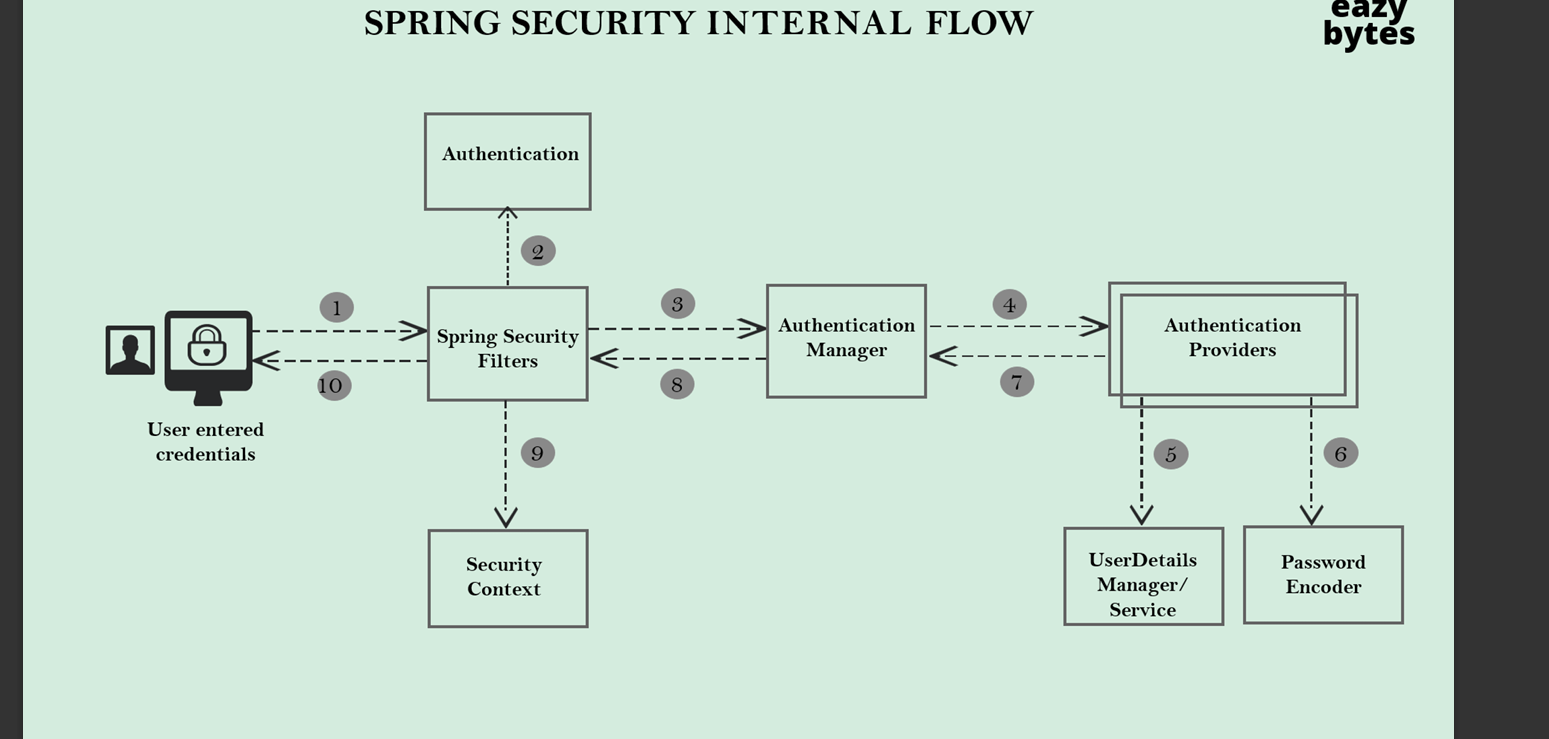 SPRING SECURITY INTERNAL FLOW
eazy
bytes
Authentication
2
1
3
4
Spring Security
Filters
Authentication
Manager
Authentication
Providers
10
8
7
User entered
credentials
9
5
6
Security
Context
UserDetails
Manager/
Service
Password
Encoder